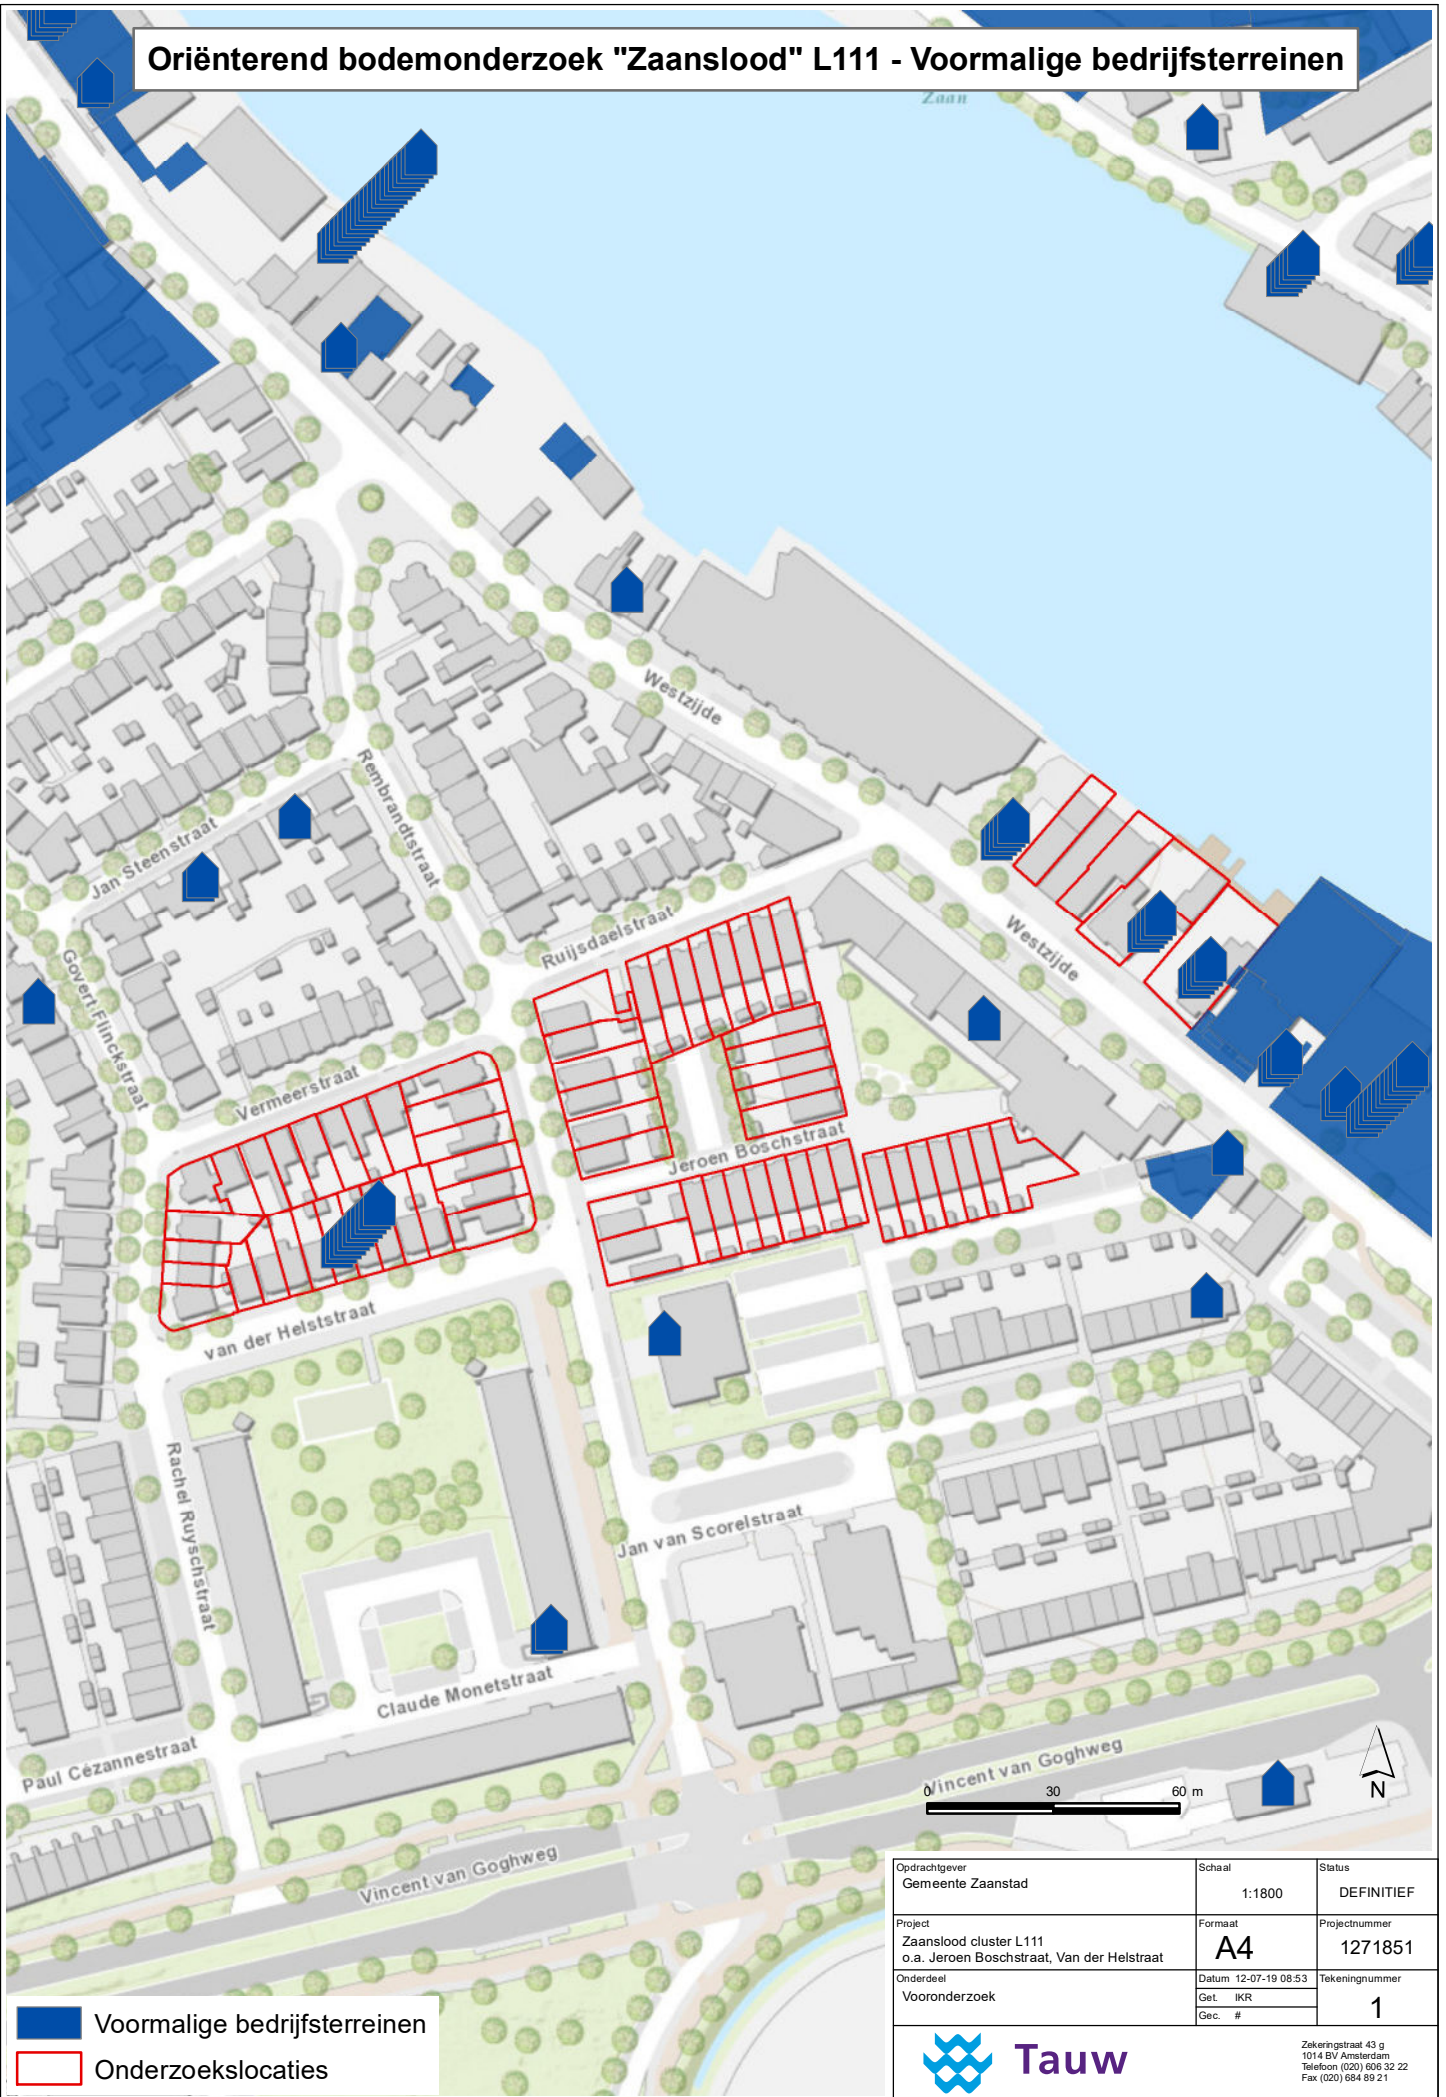 Oriënterend bodemonderzoek "Zaanslood" L111 - Voormalige bedrijfsterreinen
Zaan
Westzijde
Rembrandtstraat
Jan Steenstraat
Govert Flinckstraat
Ruijsdaelstraat
Westzijde
Vermeerstraat
Jeroen Boschstraat
van der Helststraat
Rachel Ruyschstraat
Jan van Scorelstraat
Claude Monetstraat
Paul Cézannestraat
Vincent van Goghweg
Vincent van Goghweg
0 30 60 m
N
Opdrachtgever
Gemeente Zaanstad
Schaal
1:1800
Status
DEFINITIEF
Project
Zaanslood cluster L111
o.a. Jeroen Boschstraat, Van der Helstraat
Formaat
A4
Projectnummer
1271851
Onderdeel
Vooronderzoek
Datum 12-07-19 08:53
Get. IKR
Gec. #
Tekeningnummer
1
Voormalige bedrijfsterreinen
Onderzoekslocaties
Tauw
Zekeringstraat 43 g
1014 BV Amsterdam
Telefoon (020) 606 32 22
Fax (020) 684 89 21